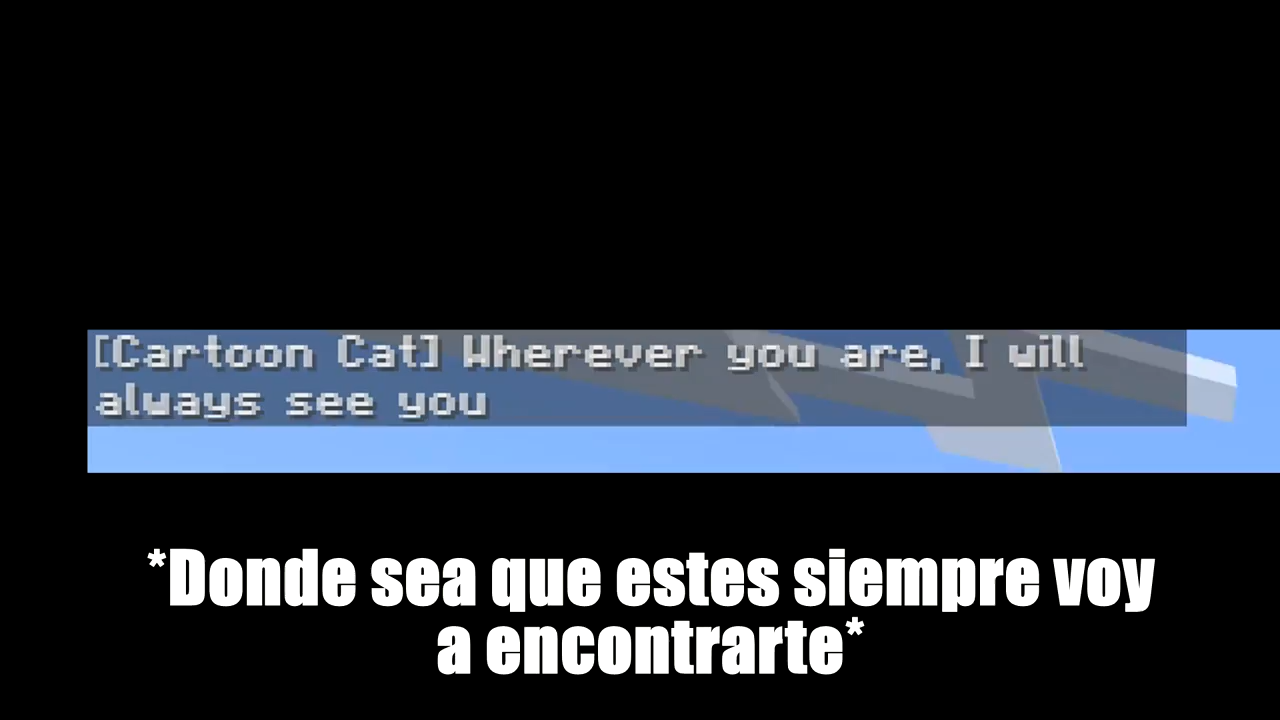 [Cartoon Cat] Wherever you are, I will
always see you
*Donde sea que estes siempre voy
a encontrarte*